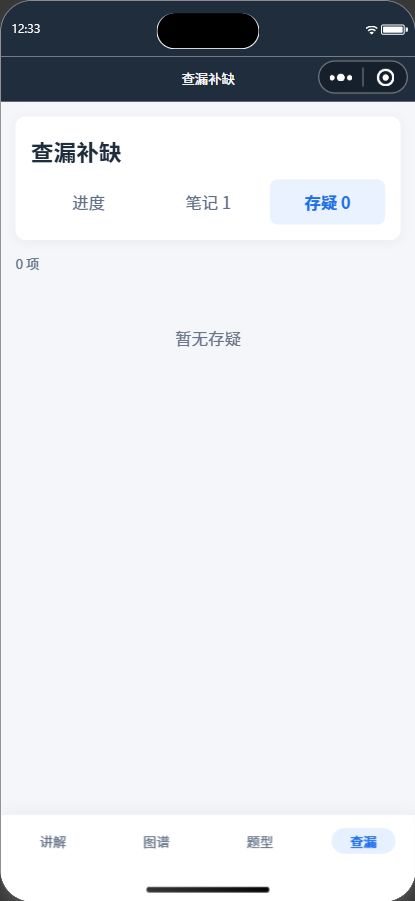 12:33
查漏补缺
查漏补缺
进度 笔记 1 存疑 0
0 项
暂无存疑
讲解 图谱 题型 查漏